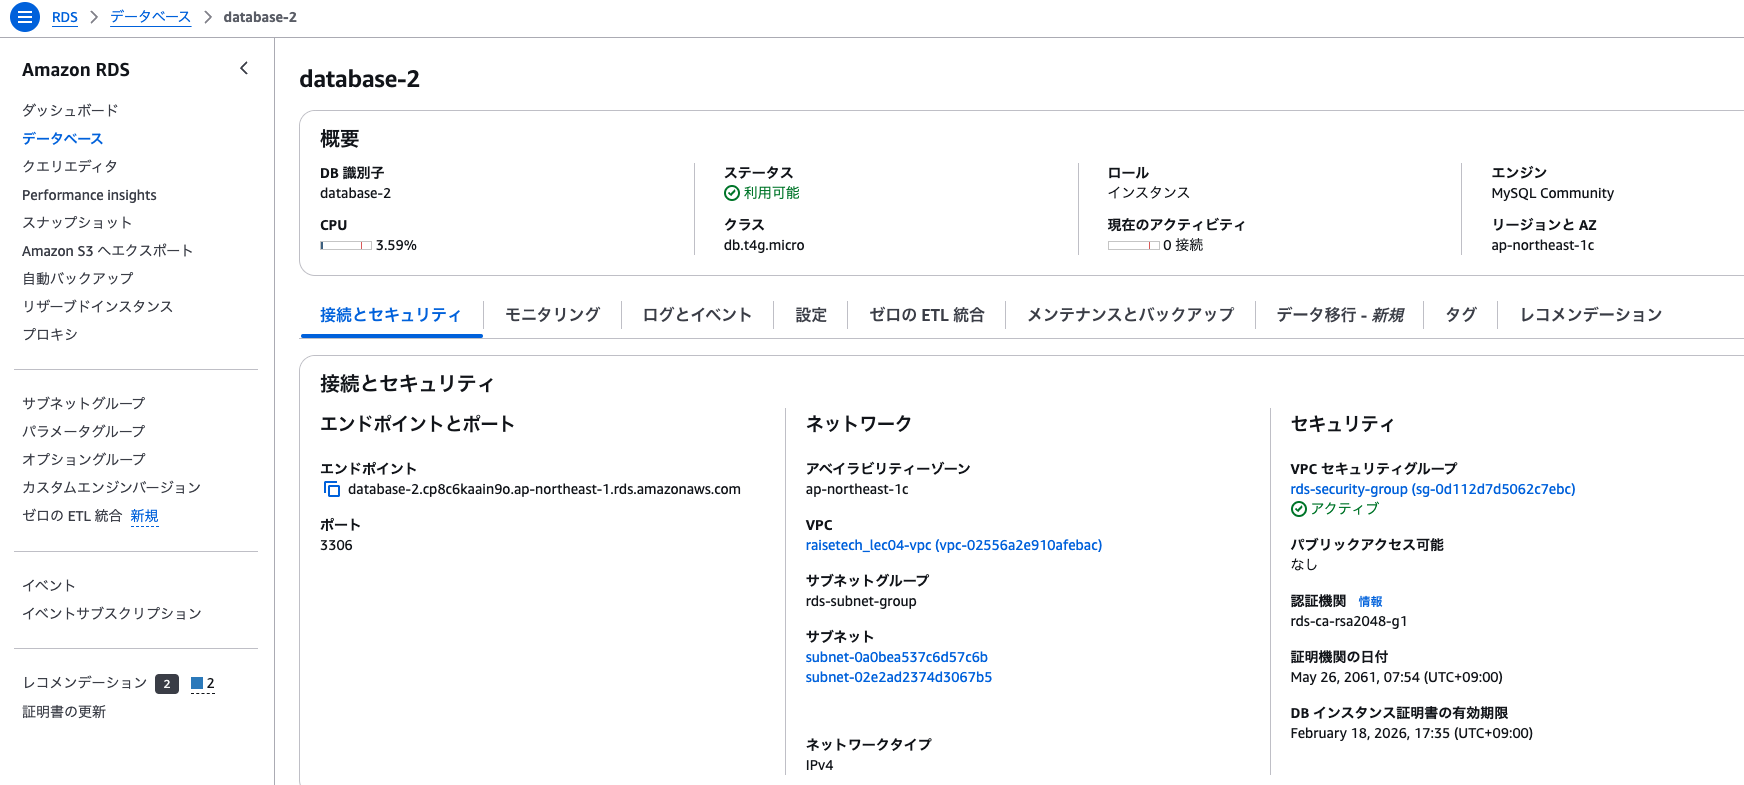 RDS > データベース > database-2
Amazon RDS
ダッシュボード
データベース
クエリエディタ
Performance insights
スナップショット
Amazon S3 へエクスポート
自動バックアップ
リザーブドインスタンス
プロキシ
サブネットグループ
パラメータグループ
オプショングループ
カスタムエンジンバージョン
ゼロの ETL 統合 新規
イベント
イベントサブスクリプション
レコメンデーション 2 2
証明書の更新
database-2
概要
DB 識別子
database-2
CPU
3.59%
ステータス
利用可能
クラス
db.t4g.micro
ロール
インスタンス
現在のアクティビティ
0 接続
エンジン
MySQL Community
リージョンと AZ
ap-northeast-1c
接続とセキュリティ モニタリング ログとイベント 設定 ゼロの ETL 統合 メンテナンスとバックアップ データ移行 - 新規 タグ レコメンデーション
接続とセキュリティ
エンドポイントとポート
エンドポイント
database-2.cp8c6kaain9o.ap-northeast-1.rds.amazonaws.com
ポート
3306
ネットワーク
アベイラビリティーゾーン
ap-northeast-1c
VPC
raisetech_lec04-vpc (vpc-02556a2e910afebac)
サブネットグループ
rds-subnet-group
サブネット
subnet-0a0bea537c6d57c6b
subnet-02e2ad2374d3067b5
ネットワークタイプ
IPv4
セキュリティ
VPC セキュリティグループ
rds-security-group (sg-0d112d7d5062c7ebc)
アクティブ
パブリックアクセス可能
なし
認証機関 情報
rds-ca-rsa2048-g1
証明機関の日付
May 26, 2061, 07:54 (UTC+09:00)
DB インスタンス証明書の有効期限
February 18, 2026, 17:35 (UTC+09:00)